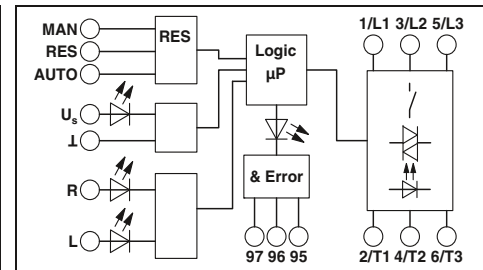 MAN
RES
AUTO
RES
Us
⊥
R
L
Logic
µP
& Error
97 96 95
1/L1 3/L2 5/L3
2/T1 4/T2 6/T3